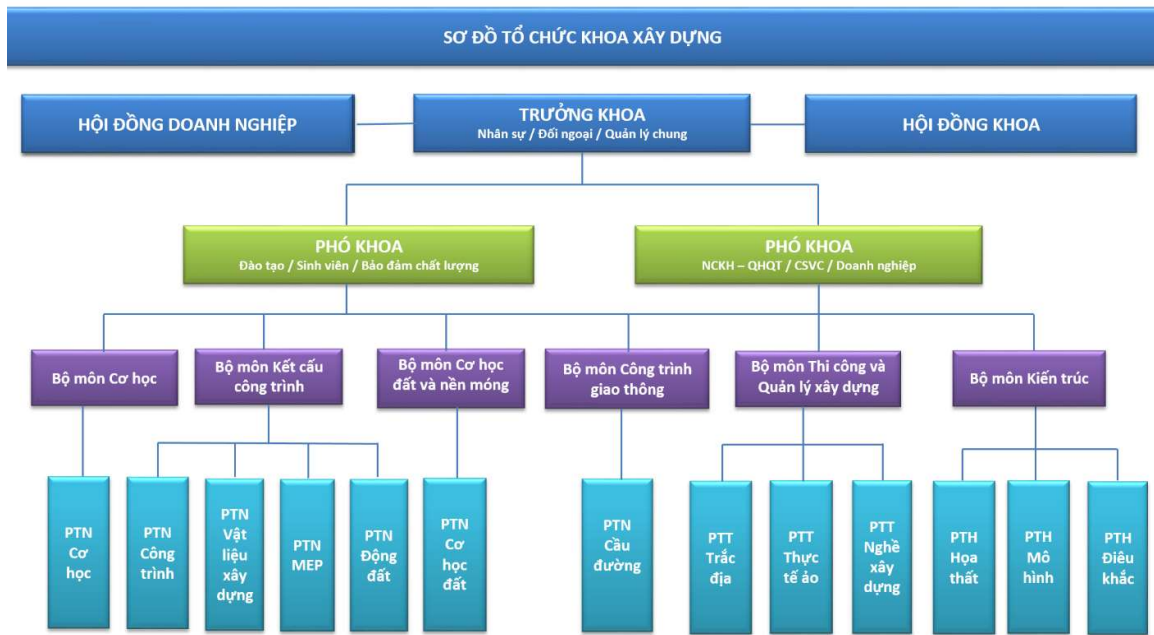 SƠ ĐỒ TỔ CHỨC KHOA XÂY DỰNG
HỘI ĐỒNG DOANH NGHIỆP
TRƯỞNG KHOA
Nhân sự / Đối ngoại / Quản lý chung
HỘI ĐỒNG KHOA
PHÓ KHOA
Đào tạo / Sinh viên / Bảo đảm chất lượng
PHÓ KHOA
NCKH – QHQT / CSVC / Doanh nghiệp
Bộ môn Cơ học
Bộ môn Kết cấu
công trình
Bộ môn Cơ học
đất và nền móng
Bộ môn Công trình
giao thông
Bộ môn Thi công và
Quản lý xây dựng
Bộ môn Kiến trúc
PTN
Cơ
học
PTN
Công
trình
PTN
Vật
liệu xây
dựng
PTN
MEP
PTN
Động
đất
PTN
Cơ
học đất
PTN
Cầu
đường
PTT
Trắc
địa
PTT
Thực
tế ảo
PTT
Nghề
xây
dựng
PTH
Họa
thất
PTH
Mô
hình
PTH
Điêu
khắc